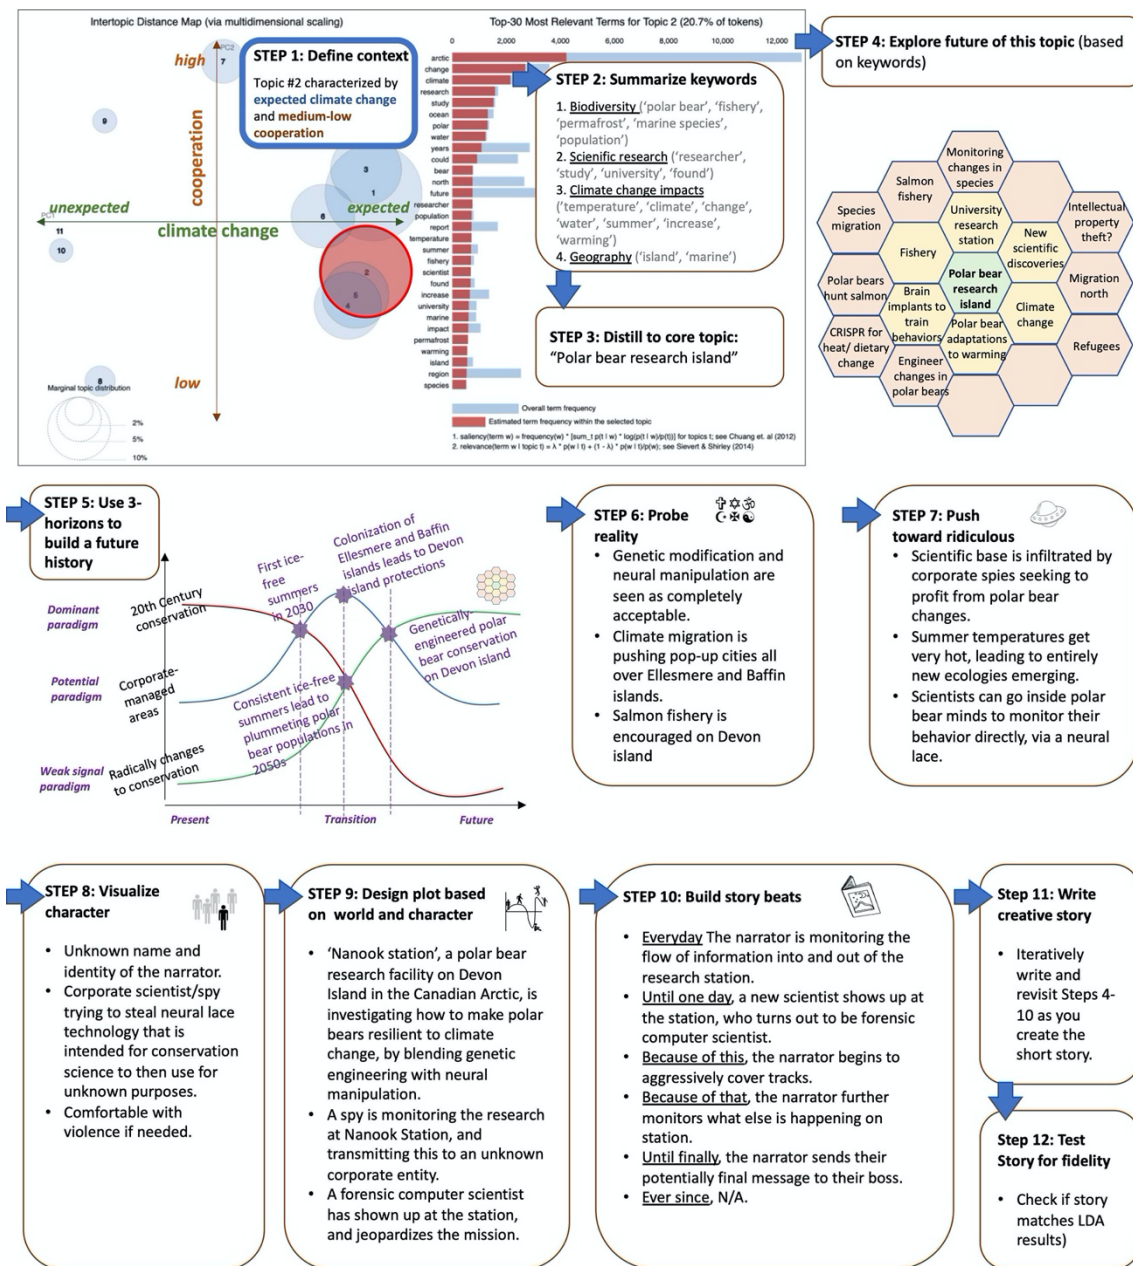 Intertopic Distance Map (via multidimensional scaling)
PC2
7
high
cooperation
9
unexpected
PC1
climate change
expected
11
10
6
3
1
2
5
4
8
low
Marginal topic distribution
2%
5%
10%
STEP 1: Define context
Topic #2 characterized by
expected climate change
and medium-low
cooperation
Top-30 Most Relevant Terms for Topic 2 (20.7% of tokens)
0 2,000 4,000 6,000 8,000 10,000 12,000
arctic
change
climate
research
study
ocean
polar
water
years
could
bear
north
future
researcher
population
report
temperature
summer
fishery
scientist
found
increase
university
marine
impact
permafrost
warming
island
region
species
Overall term frequency
Estimated term frequency within the selected topic
1. saliency(term w) = frequency(w) * [sum_t p(t | w) * log(p(t | w)/p(t))] for topics t; see Chuang et. al (2012)
2. relevance(term w | topic t) = λ * p(w | t) + (1 - λ) * p(w | t)/p(w); see Sievert & Shirley (2014)
STEP 2: Summarize keywords
1. Biodiversity (‘polar bear’, ‘fishery’,
‘permafrost’, ‘marine species’,
‘population’)
2. Scienific research (‘researcher’,
‘study’, ‘university’, ‘found’)
3. Climate change impacts
(‘temperature’, ‘climate’, ‘change’,
‘water’, ‘summer’, ‘increase’,
‘warming’)
4. Geography (‘island’, ‘marine’)
STEP 3: Distill to core topic:
“Polar bear research island”
STEP 4: Explore future of this topic (based
on keywords)
Monitoring
changes in
species
Salmon
fishery
Species
migration
University
research
station
Intellectual
property
theft?
Fishery
New
scientific
discoveries
Polar bears
hunt salmon
Polar bear
research
island
Migration
north
Brain
implants to
train
behaviors
Climate
change
CRISPR for
heat/ dietary
change
Polar bear
adaptations
to warming
Refugees
Engineer
changes in
polar bears
STEP 5: Use 3-
horizons to
build a future
history
Dominant
paradigm
20th Century
conservation
Potential
paradigm
Corporate-
managed
areas
Weak signal
paradigm
Radically changes
to conservation
First ice-
free
summers
in 2030
Colonization of
Ellesmere and Baffin
islands leads to Devon
island protections
Genetically-
engineered polar
bear conservation
on Devon island
Consistent ice-free
summers lead to
plummeting polar
bear populations in
2050s
Present
Transition
Future
STEP 6: Probe
reality
• Genetic modification and
neural manipulation are
seen as completely
acceptable.
• Climate migration is
pushing pop-up cities all
over Ellesmere and Baffin
islands.
• Salmon fishery is
encouraged on Devon
island
STEP 7: Push
toward ridiculous
• Scientific base is infiltrated by
corporate spies seeking to
profit from polar bear
changes.
• Summer temperatures get
very hot, leading to entirely
new ecologies emerging.
• Scientists can go inside polar
bear minds to monitor their
behavior directly, via a neural
lace.
STEP 8: Visualize
character
• Unknown name and
identity of the narrator.
• Corporate scientist/spy
trying to steal neural lace
technology that is
intended for conservation
science to then use for
unknown purposes.
• Comfortable with
violence if needed.
STEP 9: Design plot based
on world and character
• ‘Nanook station’, a polar bear
research facility on Devon
Island in the Canadian Arctic, is
investigating how to make polar
bears resilient to climate
change, by blending genetic
engineering with neural
manipulation.
• A spy is monitoring the research
at Nanook Station, and
transmitting this to an unknown
corporate entity.
• A forensic computer scientist
has shown up at the station,
and jeopardizes the mission.
STEP 10: Build story beats
• Everyday The narrator is monitoring the
flow of information into and out of the
research station.
• Until one day, a new scientist shows up at
the station, who turns out to be forensic
computer scientist.
• Because of this, the narrator begins to
aggressively cover tracks.
• Because of that, the narrator further
monitors what else is happening on
station.
• Until finally, the narrator sends their
potentially final message to their boss.
• Ever since, N/A.
Step 11: Write
creative story
• Iteratively
write and
revisit Steps 4-
10 as you
create the
short story.
Step 12: Test
Story for fidelity
• Check if story
matches LDA
results)